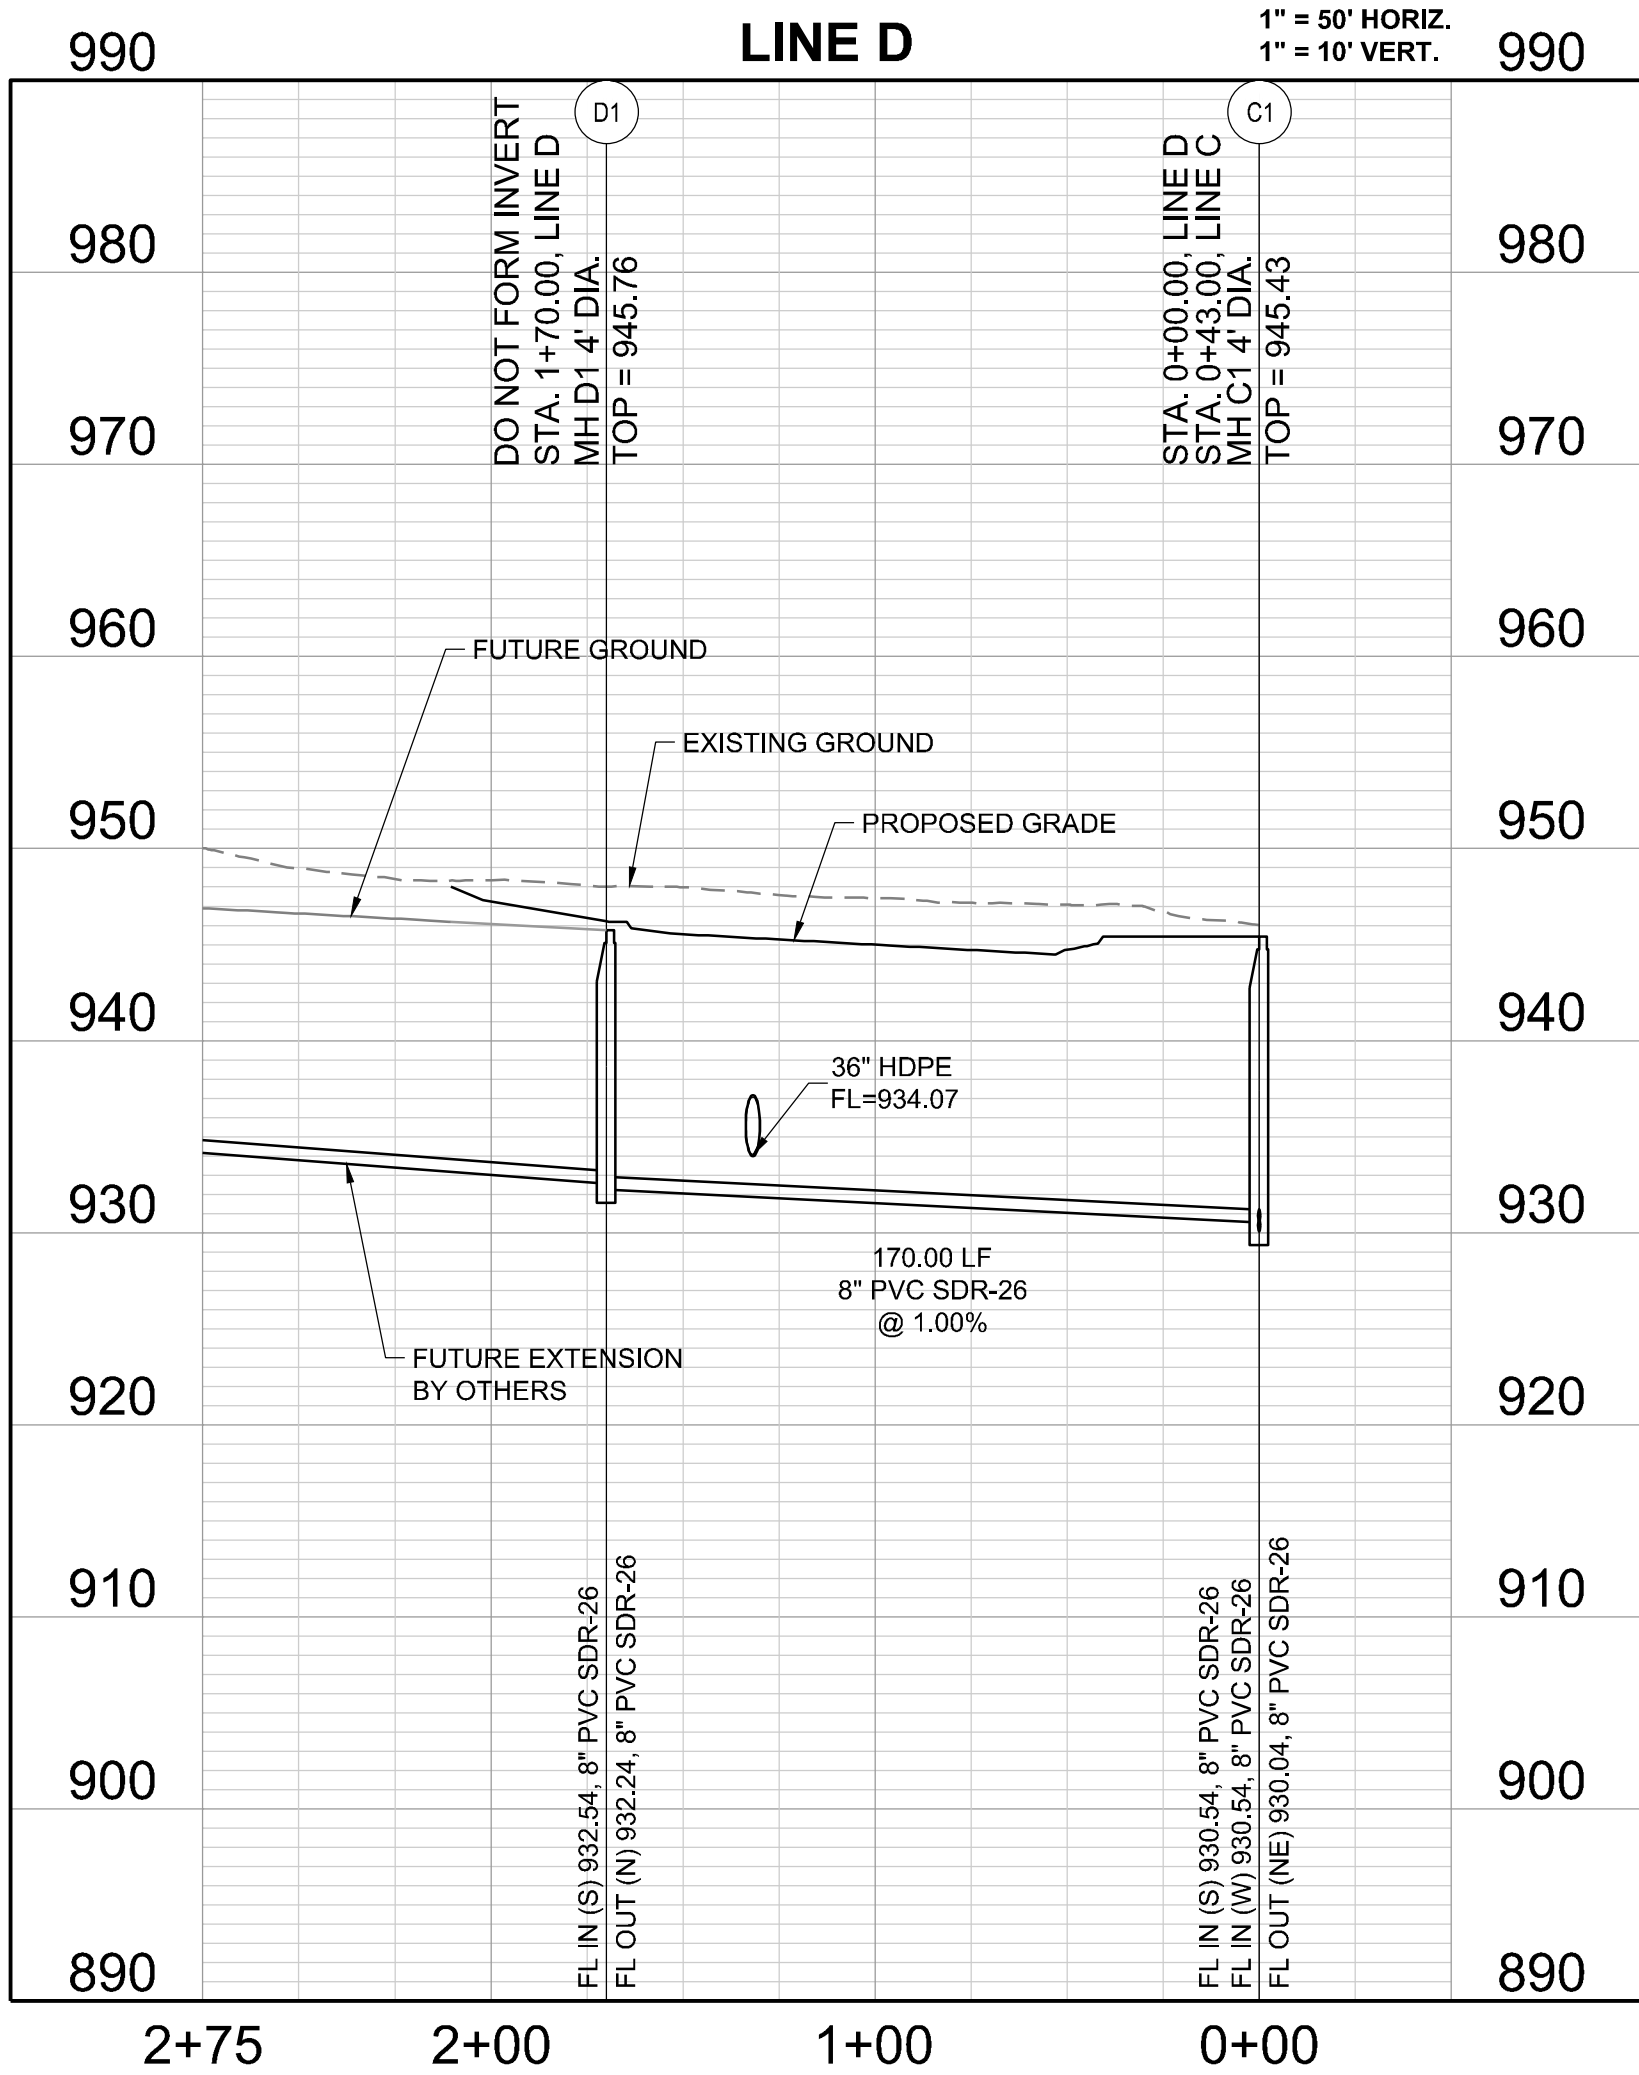 LINE D
1" = 50' HORIZ.
1" = 10' VERT.
990
990
D1
C1
DO NOT FORM INVERT
STA. 1+70.00, LINE D
MH D1 4' DIA.
TOP = 945.76
STA. 0+00.00, LINE D
STA. 0+43.00, LINE C
MH C1 4' DIA.
TOP = 945.43
980
980
970
970
960
960
FUTURE GROUND
EXISTING GROUND
950
950
PROPOSED GRADE
940
940
36" HDPE
FL=934.07
930
930
170.00 LF
8" PVC SDR-26
@ 1.00%
FUTURE EXTENSION
BY OTHERS
920
920
910
910
FL IN (S) 932.54, 8" PVC SDR-26
FL OUT (N) 932.24, 8" PVC SDR-26
FL IN (S) 930.54, 8" PVC SDR-26
FL IN (W) 930.54, 8" PVC SDR-26
FL OUT (NE) 930.04, 8" PVC SDR-26
900
900
890
890
2+75
2+00
1+00
0+00